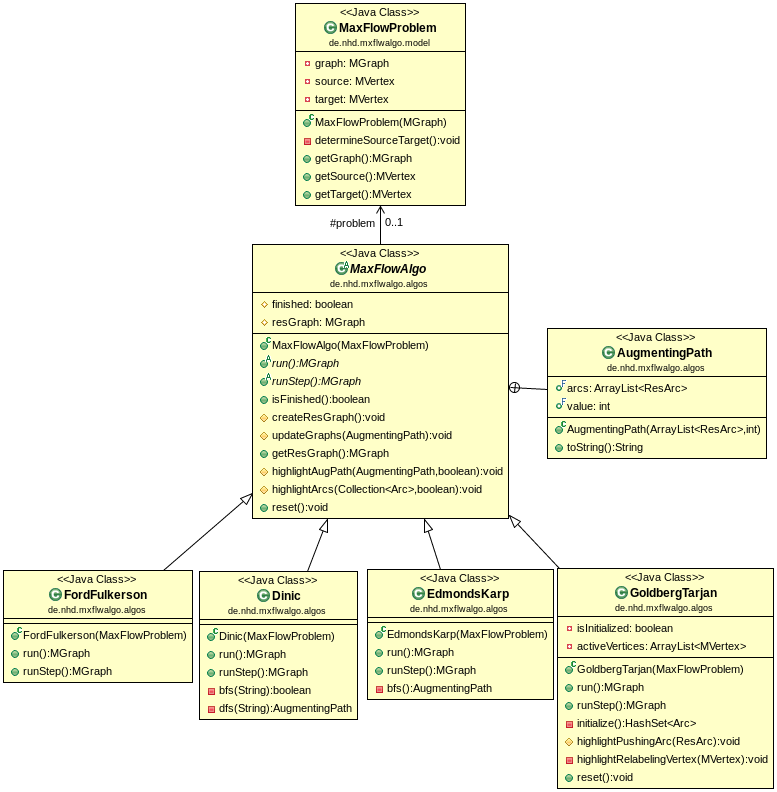 <<Java Class>>
MaxFlowProblem
de.nhd.mxflwalgo.model
graph: MGraph
source: MVertex
target: MVertex
MaxFlowProblem(MGraph)
determineSourceTarget():void
getGraph():MGraph
getSource():MVertex
getTarget():MVertex
#problem 0..1
<<Java Class>>
MaxFlowAlgo
de.nhd.mxflwalgo.algos
finished: boolean
resGraph: MGraph
MaxFlowAlgo(MaxFlowProblem)
run():MGraph
runStep():MGraph
isFinished():boolean
createResGraph():void
updateGraphs(AugmentingPath):void
getResGraph():MGraph
highlightAugPath(AugmentingPath,boolean):void
highlightArcs(Collection<Arc>,boolean):void
reset():void
<<Java Class>>
AugmentingPath
de.nhd.mxflwalgo.algos
arcs: ArrayList<ResArc>
value: int
AugmentingPath(ArrayList<ResArc>,int)
toString():String
<<Java Class>>
FordFulkerson
de.nhd.mxflwalgo.algos
FordFulkerson(MaxFlowProblem)
run():MGraph
runStep():MGraph
<<Java Class>>
Dinic
de.nhd.mxflwalgo.algos
Dinic(MaxFlowProblem)
run():MGraph
runStep():MGraph
bfs(String):boolean
dfs(String):AugmentingPath
<<Java Class>>
EdmondsKarp
de.nhd.mxflwalgo.algos
EdmondsKarp(MaxFlowProblem)
run():MGraph
runStep():MGraph
bfs():AugmentingPath
<<Java Class>>
GoldbergTarjan
de.nhd.mxflwalgo.algos
isInitialized: boolean
activeVertices: ArrayList<MVertex>
GoldbergTarjan(MaxFlowProblem)
run():MGraph
runStep():MGraph
initialize():HashSet<Arc>
highlightPushingArc(ResArc):void
highlightRelabelingVertex(MVertex):void
reset():void